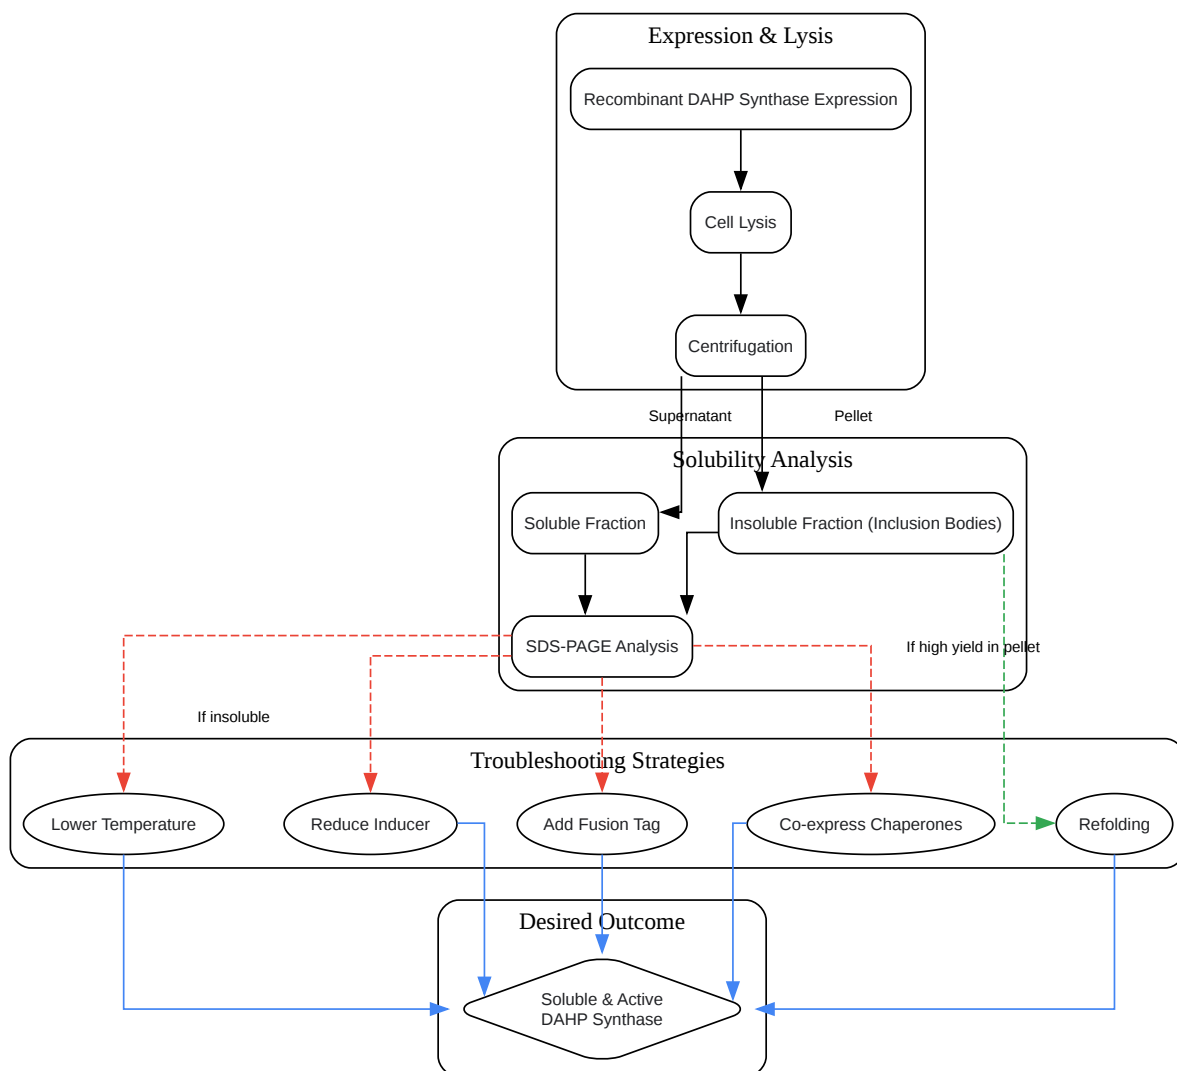 Expression & Lysis
Recombinant DAHP Synthase Expression
Cell Lysis
Centrifugation
Supernatant
Pellet
Solubility Analysis
Soluble Fraction
Insoluble Fraction (Inclusion Bodies)
SDS-PAGE Analysis
If high yield in pellet
If insoluble
Troubleshooting Strategies
Lower Temperature
Reduce Inducer
Add Fusion Tag
Co-express Chaperones
Refolding
Desired Outcome
Soluble & Active
DAHP Synthase